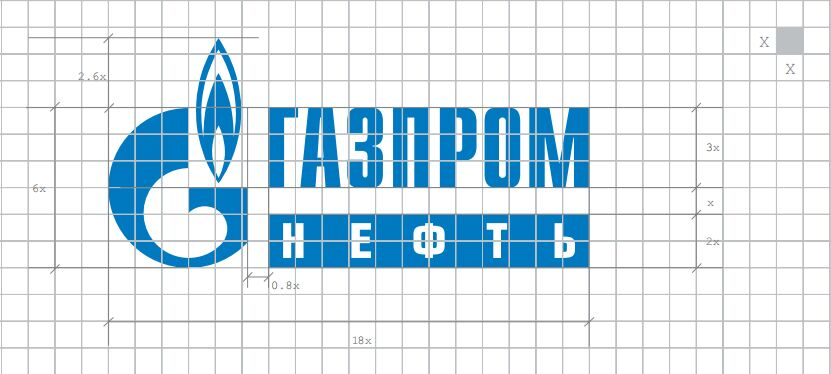 X
X
2.6x
ГАЗПРОМ
3x
6x
x
НЕФТЬ
2x
0.8x
18x